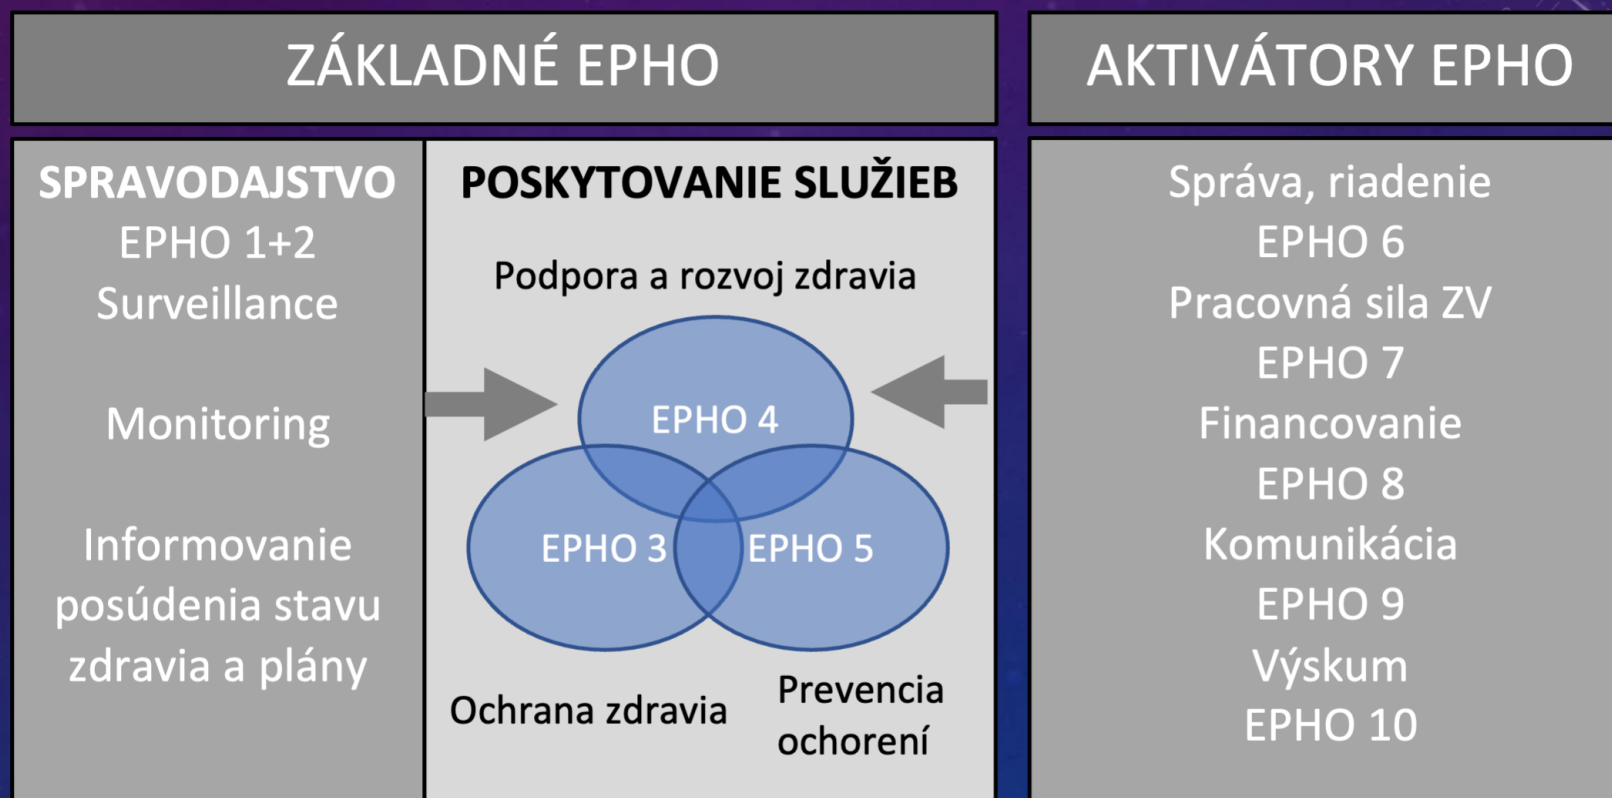 ZÁKLADNÉ EPHO
AKTIVÁTORY EPHO
SPRAVODAJSTVO
EPHO 1+2
Surveillance
Monitoring
Informovanie
posúdenia stavu
zdravia a plány
POSKYTOVANIE SLUŽIEB
Podpora a rozvoj zdravia
EPHO 4
EPHO 3
EPHO 5
Ochrana zdravia
Prevencia
ochorení
Správa, riadenie
EPHO 6
Pracovná sila ZV
EPHO 7
Financovanie
EPHO 8
Komunikácia
EPHO 9
Výskum
EPHO 10